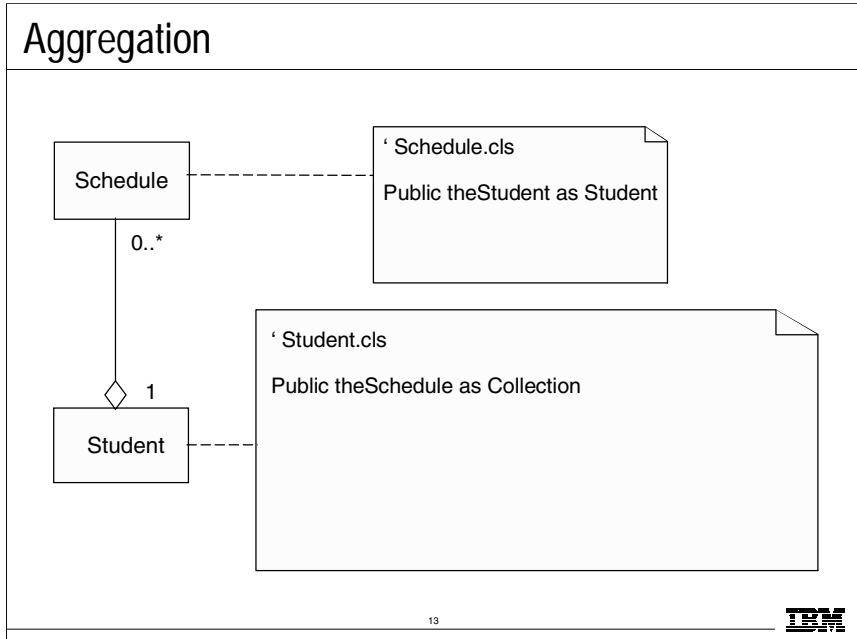 Aggregation
Schedule
‘ Schedule.cls
Public theStudent as Student
0..*
‘ Student.cls
Public theSchedule as Collection
1
Student
13
IBM